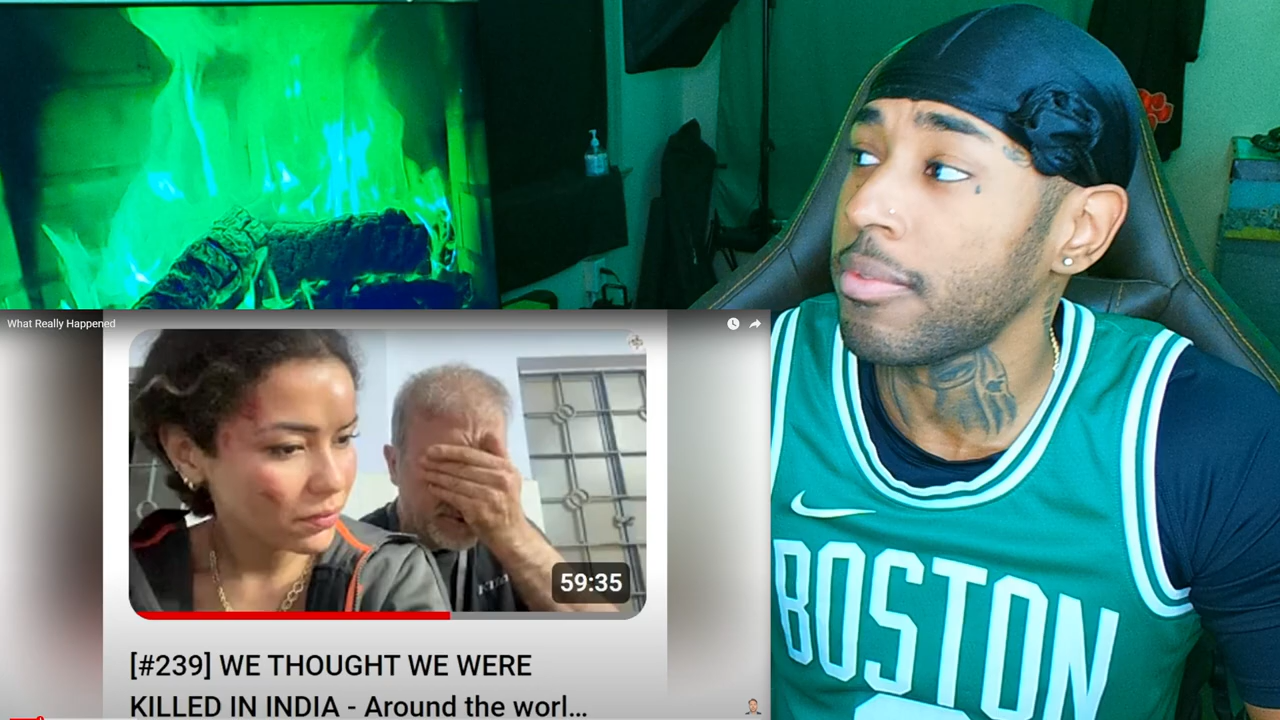 What Really Happened
59:35
[#239] WE THOUGHT WE WERE
KILLED IN INDIA - Around the worl...
BOSTON